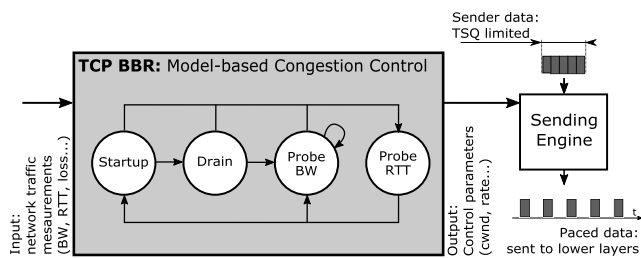 Sender data:
TSQ limited
TCP BBR: Model-based Congestion Control
Startup
Drain
Probe
BW
Probe
RTT
Input:
network traffic
mesaurements
(BW, RTT, loss...)
Output:
Control parameters
(cwnd, rate...)
Sending
Engine
t
Paced data:
sent to lower layers